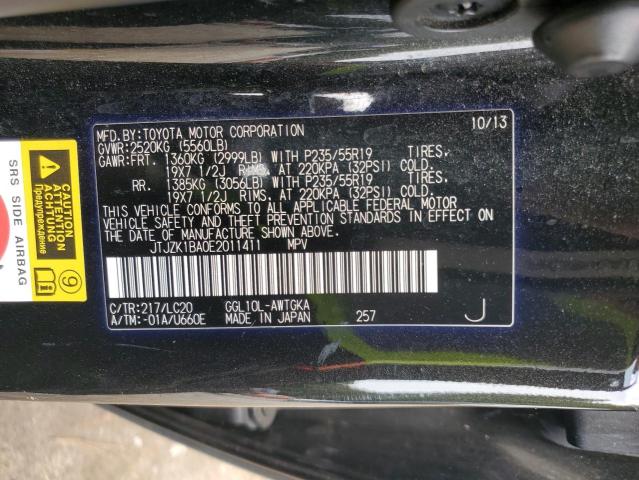 MFD.BY:TOYOTA MOTOR CORPORATION 10/13
GVWR:2520KG (5560LB)
GAWR:FRT. 1360KG (2999LB) WITH P235/55R19 TIRES.
19X7 1/2J RIMS. AT 220KPA (32PSI) COLD.
RR. 1385KG (3056LB) WITH P235/55R19 TIRES.
19X7 1/2J RIMS. AT 220KPA (32PSI) COLD.
THIS VEHICLE CONFORMS TO ALL APPLICABLE FEDERAL MOTOR
VEHICLE SAFETY AND THEFT PREVENTION STANDARDS IN EFFECT ON
THE DATE OF MANUFACTURE SHOWN ABOVE.
JTJZK1BA0E2011411 MPV
C/TR:217/LC20 GGL10L-AWTGKA
A/TM:-01A/U660E MADE IN JAPAN 257 J
SRS SIDE AIRBAG
CAUTION
ATTENTION
Предупреждение
9